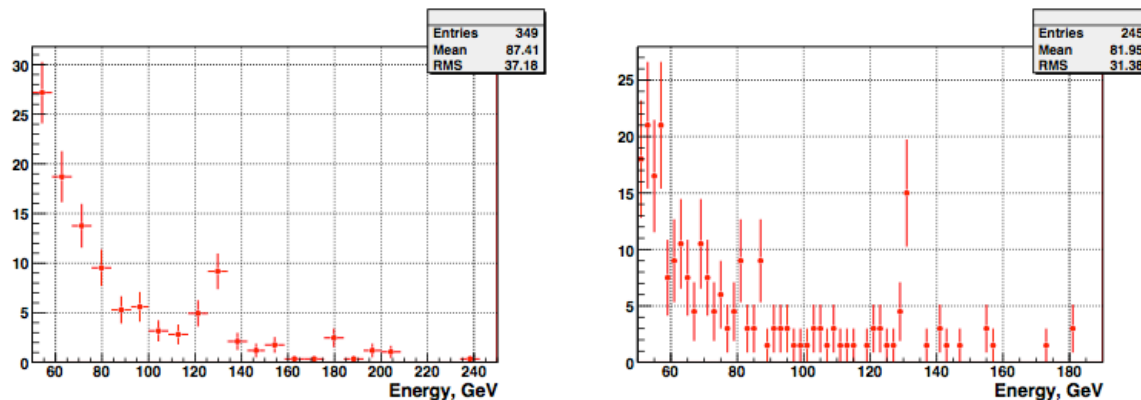 Entries 349
Mean 87.41
RMS 37.18
30
25
20
15
10
5
0
60 80 100 120 140 160 180 200 220 240
Energy, GeV
Entries 245
Mean 81.95
RMS 31.38
25
20
15
10
5
0
60 80 100 120 140 160 180
Energy, GeV